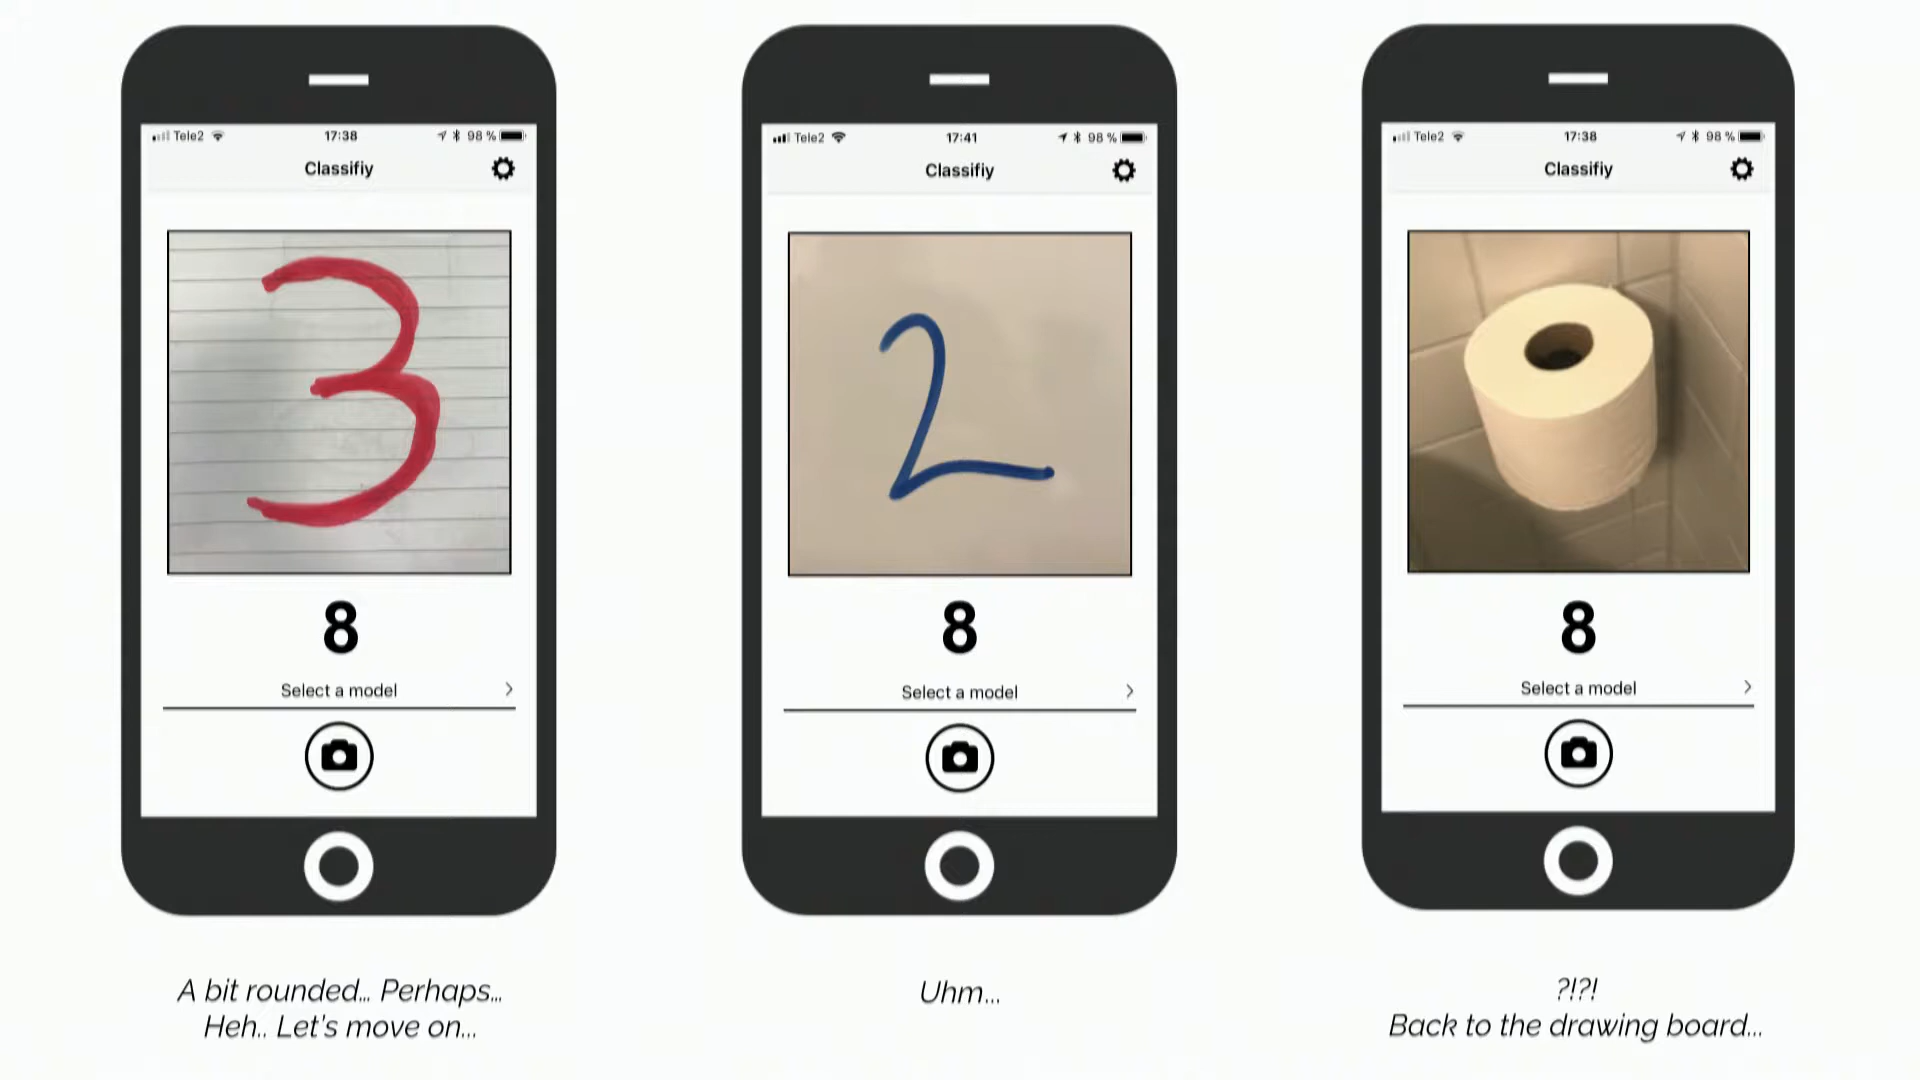 Tele2 17:38 98 %
Classifiy
3
8
Select a model
A bit rounded... Perhaps...
Heh.. Let's move on...
Tele2 17:41 98 %
Classifiy
2
8
Select a model
Uhm...
Tele2 17:38 98 %
Classifiy
8
Select a model
?!?!
Back to the drawing board...